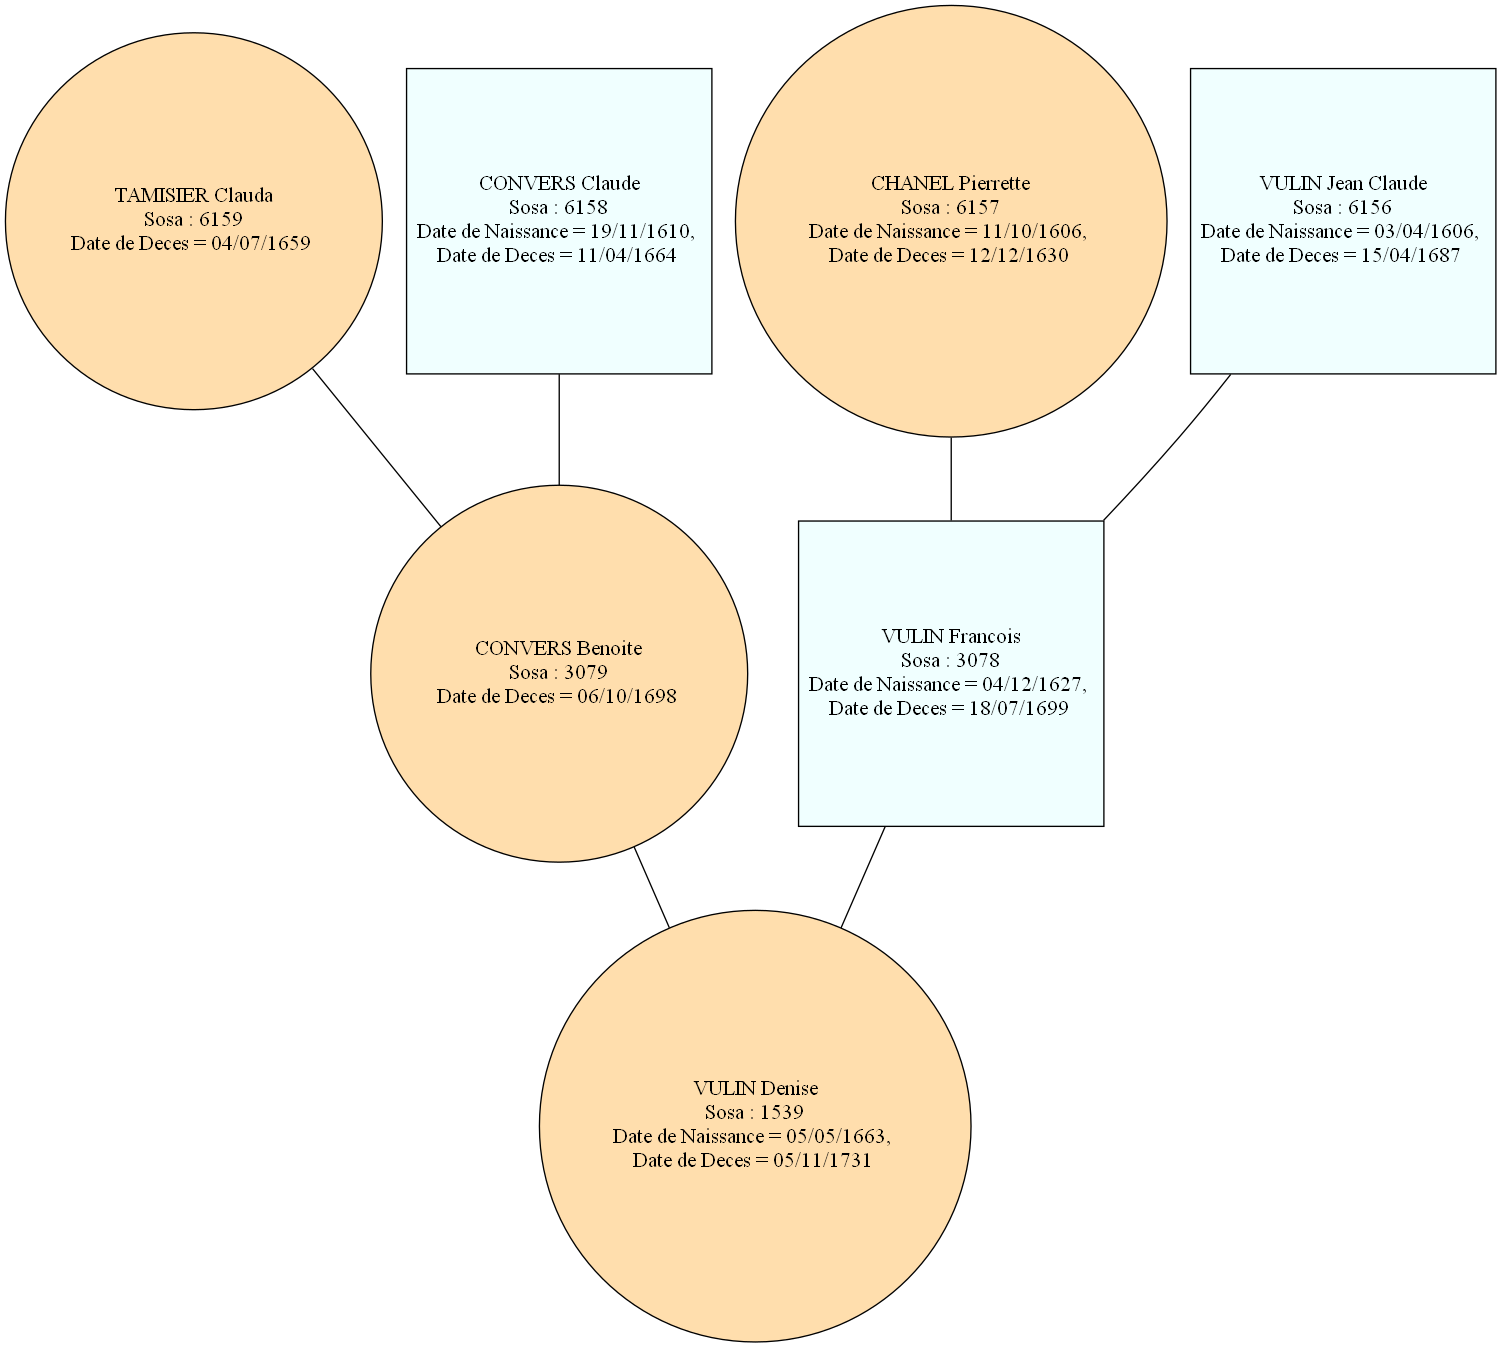 TAMISIER Clauda
Sosa : 6159
Date de Deces = 04/07/1659
CONVERS Claude
Sosa : 6158
Date de Naissance = 19/11/1610,
Date de Deces = 11/04/1664
CHANEL Pierrette
Sosa : 6157
Date de Naissance = 11/10/1606,
Date de Deces = 12/12/1630
VULIN Jean Claude
Sosa : 6156
Date de Naissance = 03/04/1606,
Date de Deces = 15/04/1687
CONVERS Benoite
Sosa : 3079
Date de Deces = 06/10/1698
VULIN Francois
Sosa : 3078
Date de Naissance = 04/12/1627,
Date de Deces = 18/07/1699
VULIN Denise
Sosa : 1539
Date de Naissance = 05/05/1663,
Date de Deces = 05/11/1731